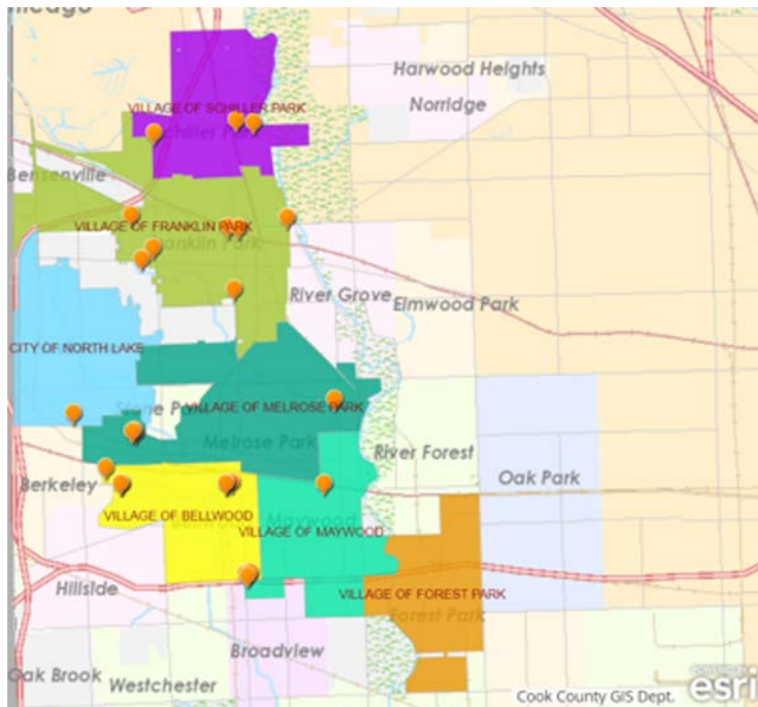 Harwood Heights
Norridge
VILLAGE OF SCHILLER PARK
Schiller Park
Bensenville
VILLAGE OF FRANKLIN PARK
Franklin Park
River Grove
Elmwood Park
CITY OF NORTH LAKE
VILLAGE OF MELROSE PARK
Melrose Park
River Forest
Oak Park
Berkeley
VILLAGE OF BELLWOOD
Maywood
VILLAGE OF MAYWOOD
Hillside
VILLAGE OF FOREST PARK
Forest Park
Broadview
Oak Brook
Westchester
Cook County GIS Dept.
esri